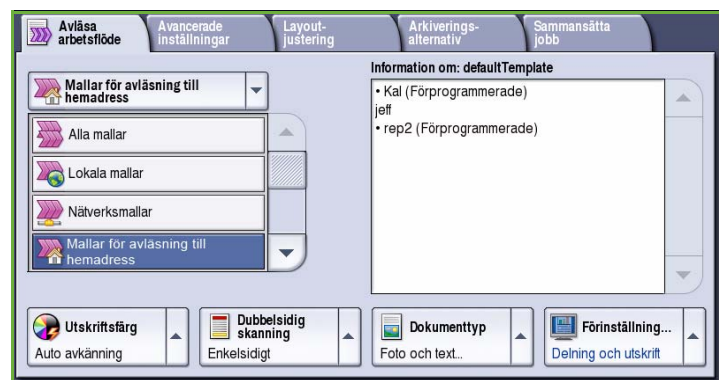 Avläsa
arbetsflöde
Avancerade
inställningar
Layout-
justering
Arkiverings-
alternativ
Sammansätta
jobb
Mallar för avläsning till
hemadress
Alla mallar
Lokala mallar
Nätverksmallar
Mallar för avläsning till
hemadress
Information om: defaultTemplate
• Kal (Förprogrammerade)
jeff
• rep2 (Förprogrammerade)
Utskriftsfärg
Auto avkänning
Dubbelsidig
skanning
Enkelsidigt
Dokumenttyp
Foto och text...
Förinställning...
Delning och utskrift